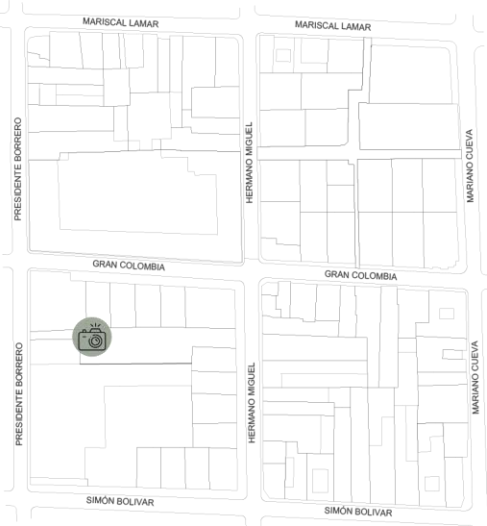 MARISCAL LAMAR
MARISCAL LAMAR
PRESIDENTE BORRERO
HERMANO MIGUEL
MARIANO CUEVA
GRAN COLOMBIA
GRAN COLOMBIA
PRESIDENTE BORRERO
HERMANO MIGUEL
MARIANO CUEVA
SIMÓN BOLIVAR
SIMÓN BOLIVAR